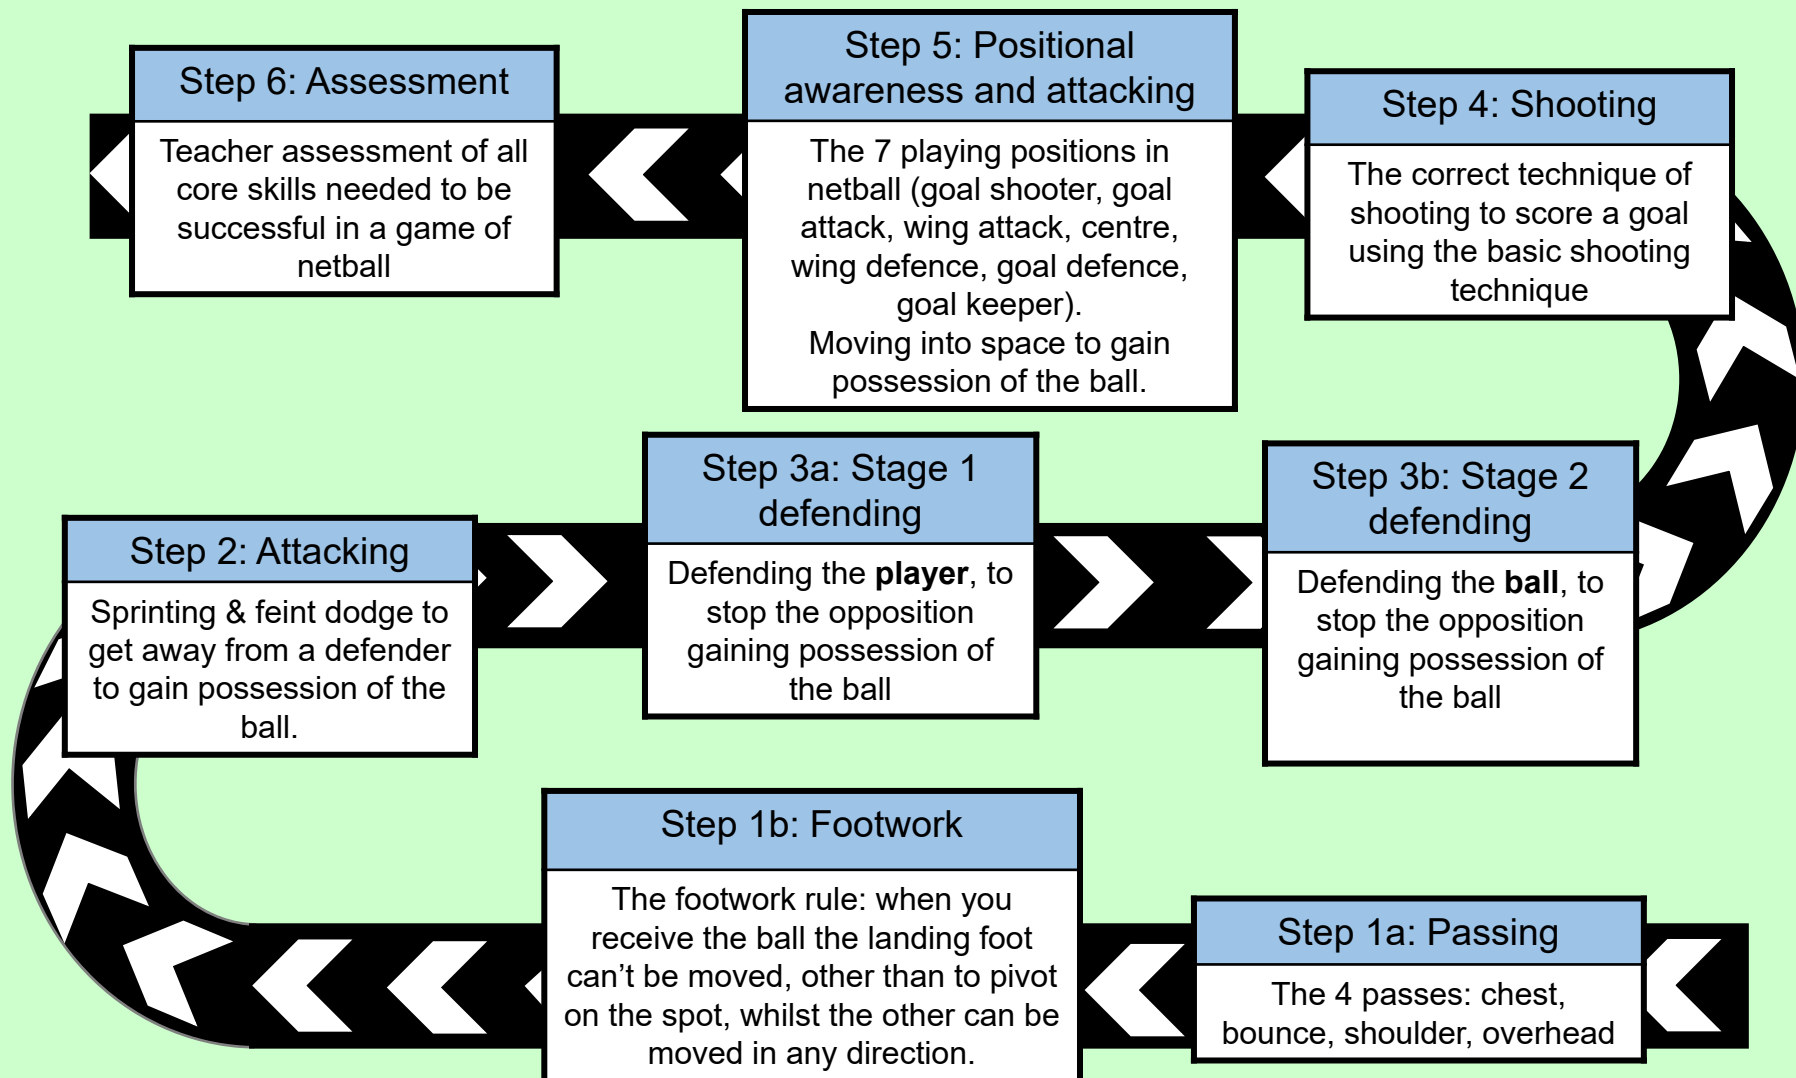 Step 6: Assessment
Teacher assessment of all
core skills needed to be
successful in a game of
netball
Step 5: Positional
awareness and attacking
The 7 playing positions in
netball (goal shooter, goal
attack, wing attack, centre,
wing defence, goal defence,
goal keeper).
Moving into space to gain
possession of the ball.
Step 4: Shooting
The correct technique of
shooting to score a goal
using the basic shooting
technique
Step 2: Attacking
Sprinting & feint dodge to
get away from a defender
to gain possession of the
ball.
Step 3a: Stage 1
defending
Defending the player, to
stop the opposition
gaining possession of
the ball
Step 3b: Stage 2
defending
Defending the ball, to
stop the opposition
gaining possession of
the ball
Step 1b: Footwork
The footwork rule: when you
receive the ball the landing foot
can’t be moved, other than to pivot
on the spot, whilst the other can be
moved in any direction.
Step 1a: Passing
The 4 passes: chest,
bounce, shoulder, overhead